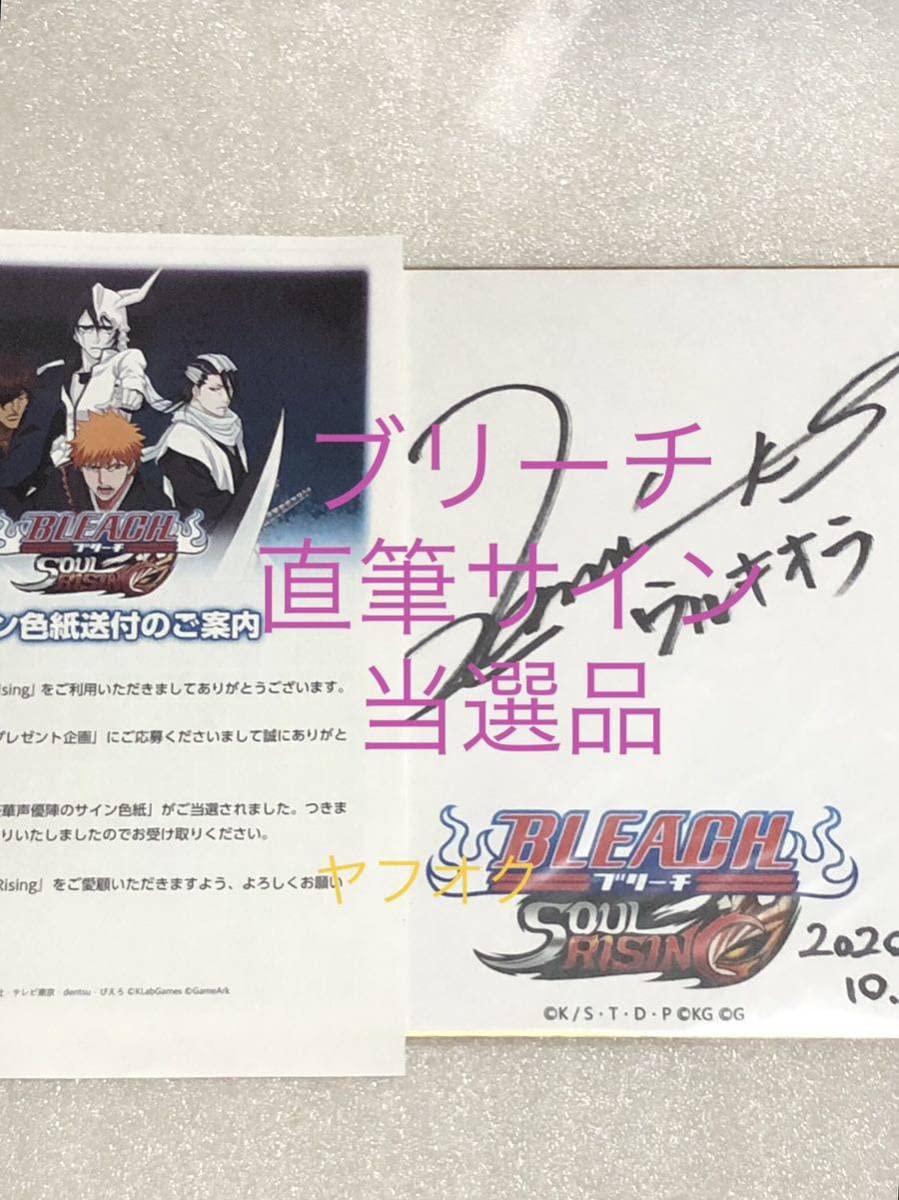 ブリーチ
直筆サイン
当選品
ヤフオク
BLEACH
ブリーチ
SOUL
RISING
ン色紙送付のご案内
ising」をご利用いただきましてありがとうございます。
プレゼント企画」にご応募くださいまして誠にありがと
華声優陣のサイン色紙」がご当選されました。つきま
りいたしましたのでお受け取りください。
Rising」をご愛顧いただきますよう、よろしくお願い
・テレビ東京・dentsu・ぴえろ ©KLabGames ©GameArk
ウルキオラ
BLEACH
ブリーチ
SOUL
RISING
2020
10.
©K/S・T・D・P ©KG ©G